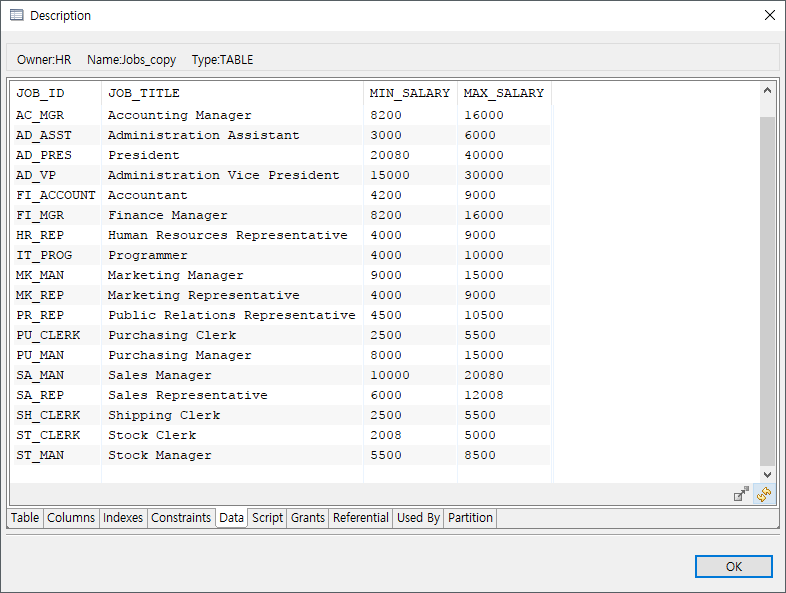 Description
Owner:HR Name:Jobs_copy Type:TABLE
JOB_ID JOB_TITLE MIN_SALARY MAX_SALARY
AC_MGR Accounting Manager 8200 16000
AD_ASST Administration Assistant 3000 6000
AD_PRES President 20080 40000
AD_VP Administration Vice President 15000 30000
FI_ACCOUNT Accountant 4200 9000
FI_MGR Finance Manager 8200 16000
HR_REP Human Resources Representative 4000 9000
IT_PROG Programmer 4000 10000
MK_MAN Marketing Manager 9000 15000
MK_REP Marketing Representative 4000 9000
PR_REP Public Relations Representative 4500 10500
PU_CLERK Purchasing Clerk 2500 5500
PU_MAN Purchasing Manager 8000 15000
SA_MAN Sales Manager 10000 20080
SA_REP Sales Representative 6000 12008
SH_CLERK Shipping Clerk 2500 5500
ST_CLERK Stock Clerk 2008 5000
ST_MAN Stock Manager 5500 8500
Table Columns Indexes Constraints Data Script Grants Referential Used By Partition
OK